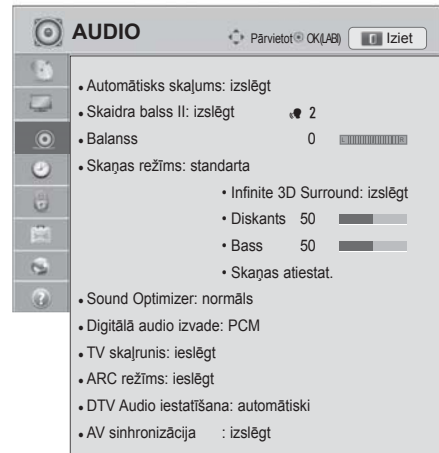 AUDIO
Pārvietot OK(LABI) Iziet
• Automātisks skaļums: izslēgt
• Skaidra balss II: izslēgt 2
• Balanss 0
• Skaņas režīms: standarta
• Infinite 3D Surround: izslēgt
• Diskants 50
• Bass 50
• Skaņas atiestat.
• Sound Optimizer: normāls
• Digitālā audio izvade: PCM
• TV skaļrunis: ieslēgt
• ARC režīms: ieslēgt
• DTV Audio iestatīšana: automātiski
• AV sinhronizācija : izslēgt